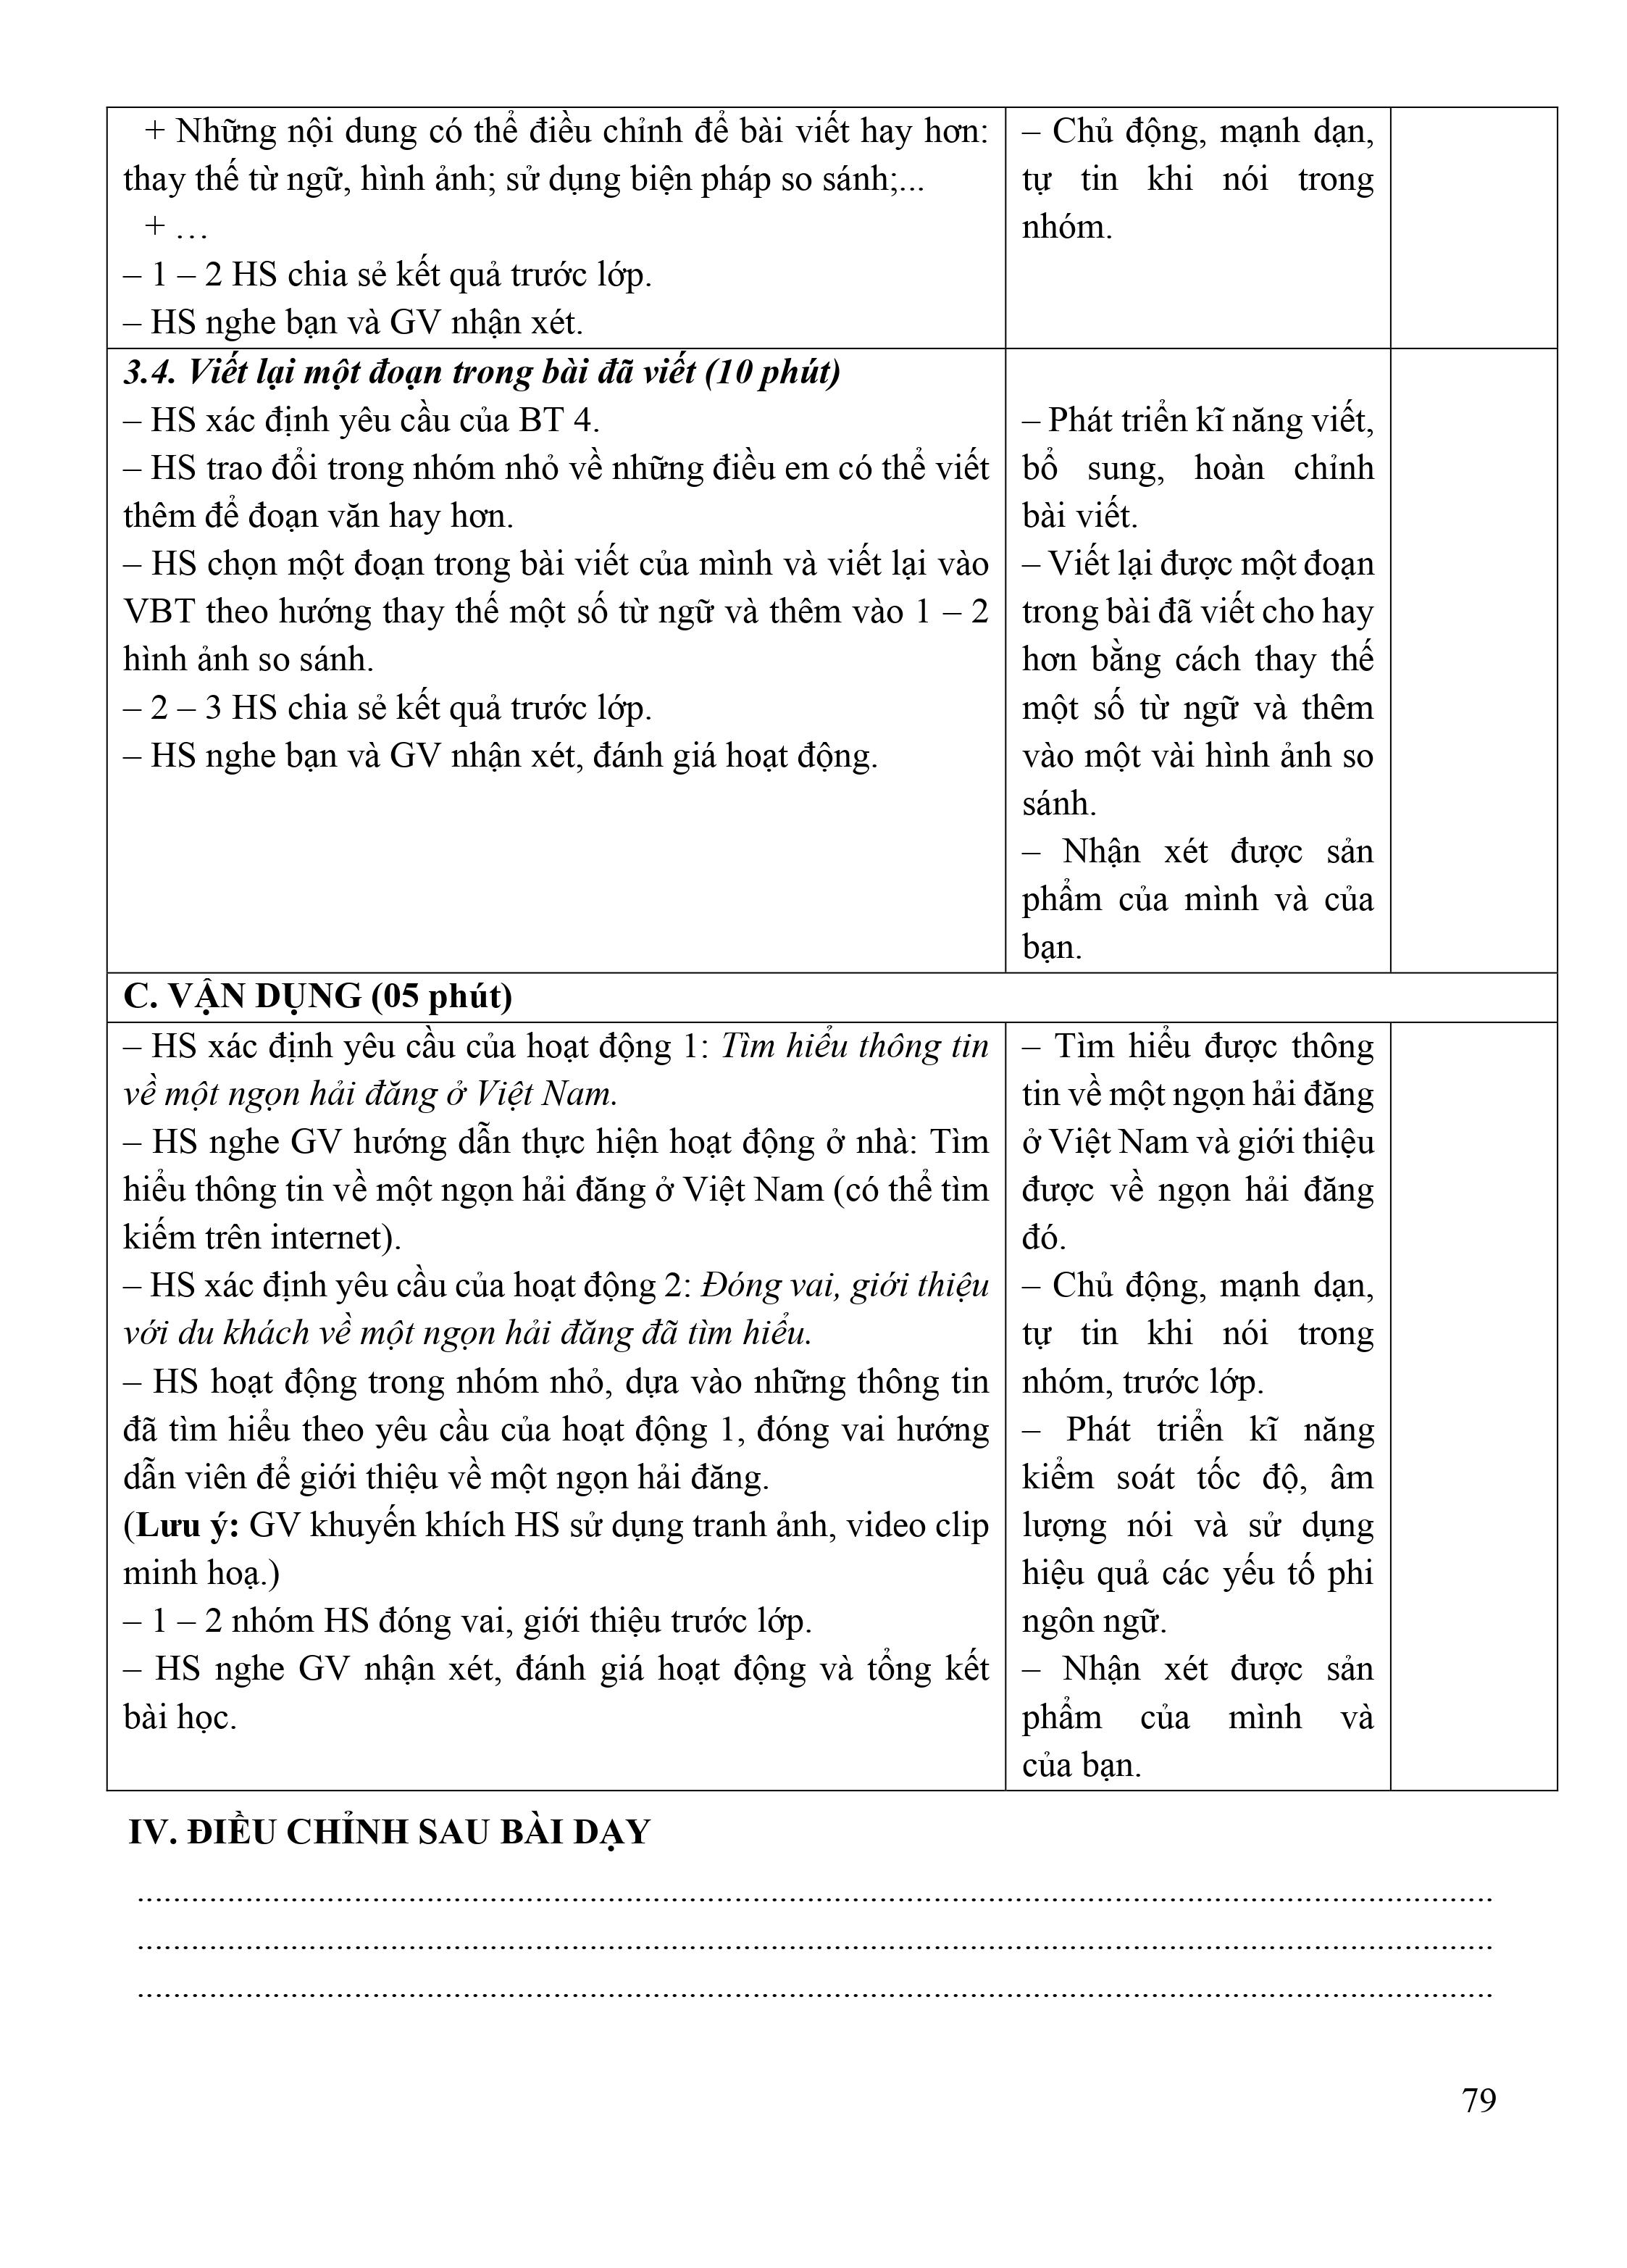 + Những nội dung có thể điều chỉnh để bài viết hay hơn:
thay thế từ ngữ, hình ảnh; sử dụng biện pháp so sánh;...
+ …
– 1 – 2 HS chia sẻ kết quả trước lớp.
– HS nghe bạn và GV nhận xét.
– Chủ động, mạnh dạn,
tự tin khi nói trong
nhóm.
3.4. Viết lại một đoạn trong bài đã viết (10 phút)
– HS xác định yêu cầu của BT 4.
– HS trao đổi trong nhóm nhỏ về những điều em có thể viết
thêm để đoạn văn hay hơn.
– HS chọn một đoạn trong bài viết của mình và viết lại vào
VBT theo hướng thay thế một số từ ngữ và thêm vào 1 – 2
hình ảnh so sánh.
– 2 – 3 HS chia sẻ kết quả trước lớp.
– HS nghe bạn và GV nhận xét, đánh giá hoạt động.
– Phát triển kĩ năng viết,
bổ sung, hoàn chỉnh
bài viết.
– Viết lại được một đoạn
trong bài đã viết cho hay
hơn bằng cách thay thế
một số từ ngữ và thêm
vào một vài hình ảnh so
sánh.
– Nhận xét được sản
phẩm của mình và của
bạn.
C. VẬN DỤNG (05 phút)
– HS xác định yêu cầu của hoạt động 1: Tìm hiểu thông tin
về một ngọn hải đăng ở Việt Nam.
– HS nghe GV hướng dẫn thực hiện hoạt động ở nhà: Tìm
hiểu thông tin về một ngọn hải đăng ở Việt Nam (có thể tìm
kiếm trên internet).
– HS xác định yêu cầu của hoạt động 2: Đóng vai, giới thiệu
với du khách về một ngọn hải đăng đã tìm hiểu.
– HS hoạt động trong nhóm nhỏ, dựa vào những thông tin
đã tìm hiểu theo yêu cầu của hoạt động 1, đóng vai hướng
dẫn viên để giới thiệu về một ngọn hải đăng.
(Lưu ý: GV khuyến khích HS sử dụng tranh ảnh, video clip
minh hoạ.)
– 1 – 2 nhóm HS đóng vai, giới thiệu trước lớp.
– HS nghe GV nhận xét, đánh giá hoạt động và tổng kết
bài học.
– Tìm hiểu được thông
tin về một ngọn hải đăng
ở Việt Nam và giới thiệu
được về ngọn hải đăng
đó.
– Chủ động, mạnh dạn,
tự tin khi nói trong
nhóm, trước lớp.
– Phát triển kĩ năng
kiểm soát tốc độ, âm
lượng nói và sử dụng
hiệu quả các yếu tố phi
ngôn ngữ.
– Nhận xét được sản
phẩm của mình và
của bạn.
IV. ĐIỀU CHỈNH SAU BÀI DẠY
79